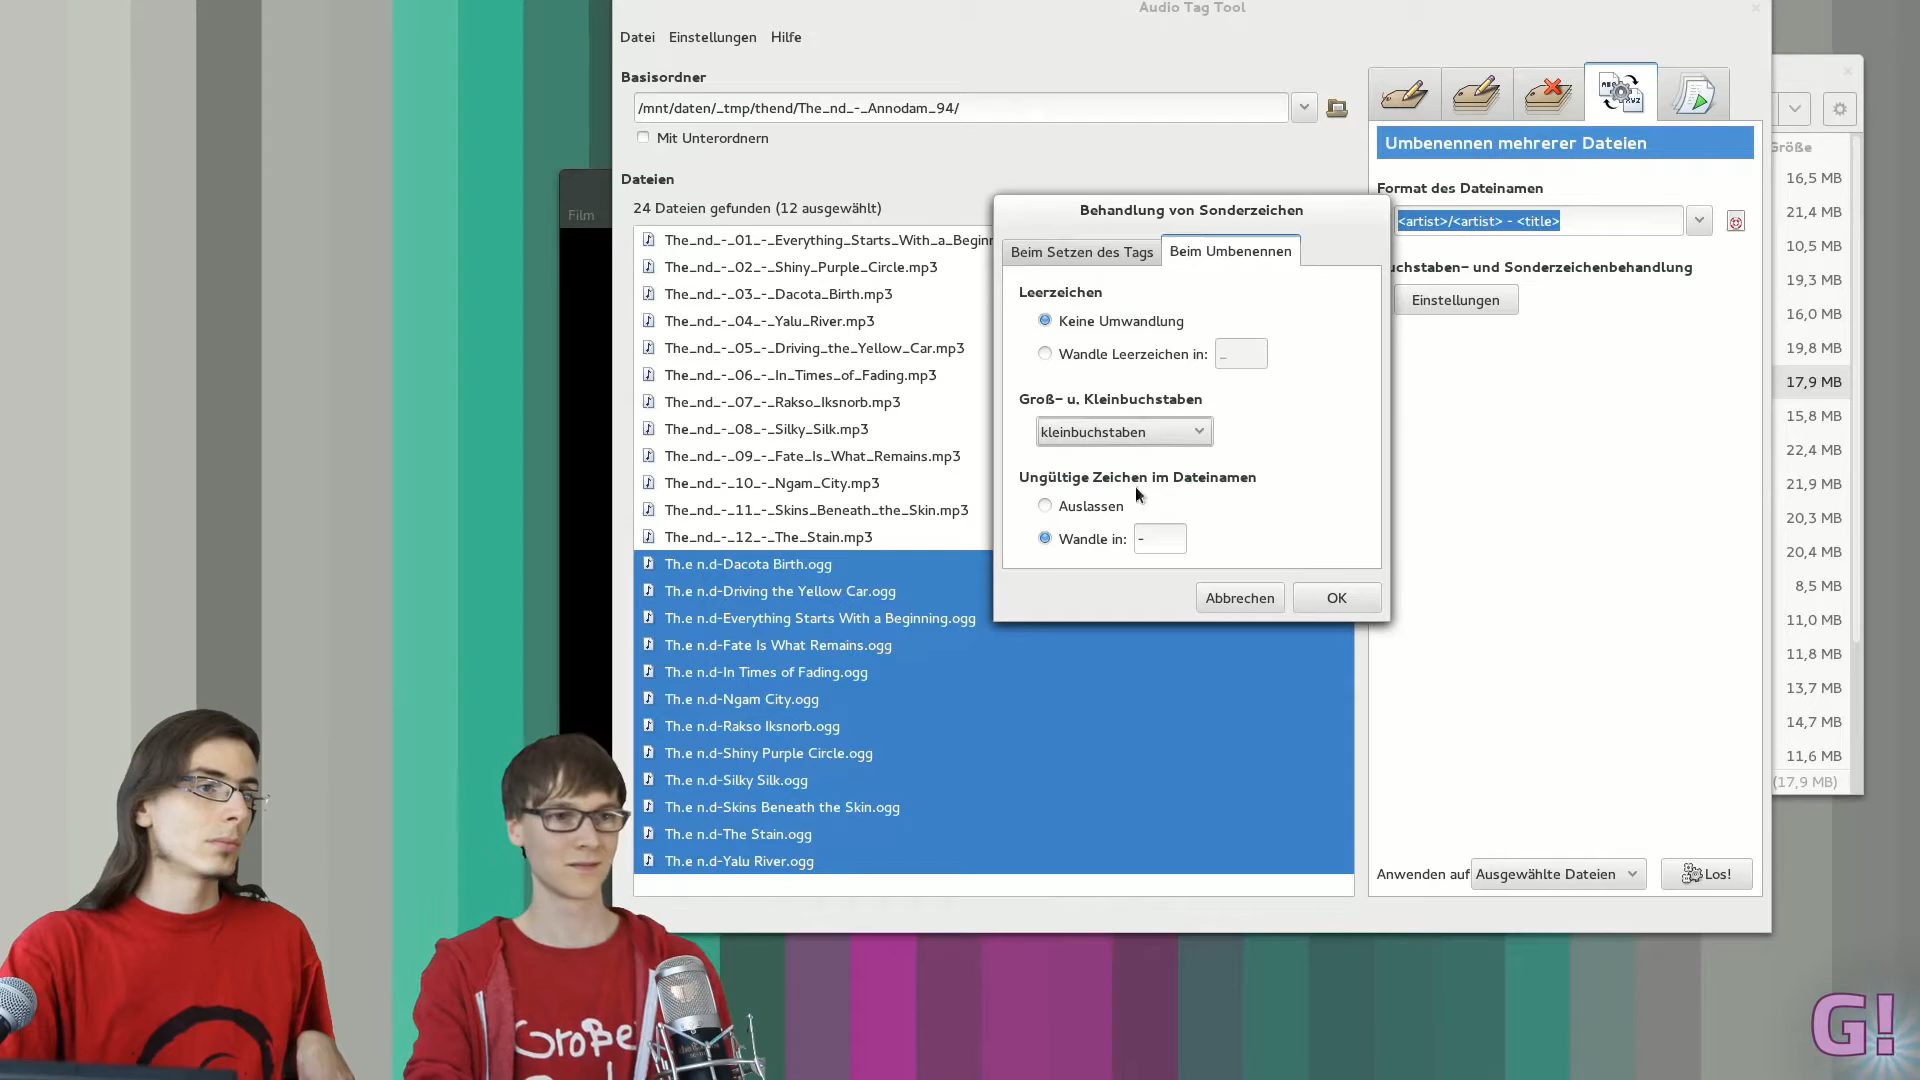 Audio Tag Tool
Datei Einstellungen Hilfe
Basisordner
/mnt/daten/_tmp/thend/The_nd_-_Annodam_94/
Mit Unterordnern
Dateien
24 Dateien gefunden (12 ausgewählt)
The_nd_-_01_-_Everything_Starts_With_a_Beginn
The_nd_-_02_-_Shiny_Purple_Circle.mp3
The_nd_-_03_-_Dacota_Birth.mp3
The_nd_-_04_-_Yalu_River.mp3
The_nd_-_05_-_Driving_the_Yellow_Car.mp3
The_nd_-_06_-_In_Times_of_Fading.mp3
The_nd_-_07_-_Rakso_Iksnorb.mp3
The_nd_-_08_-_Silky_Silk.mp3
The_nd_-_09_-_Fate_Is_What_Remains.mp3
The_nd_-_10_-_Ngam_City.mp3
The_nd_-_11_-_Skins_Beneath_the_Skin.mp3
The_nd_-_12_-_The_Stain.mp3
Th.e n.d-Dacota Birth.ogg
Th.e n.d-Driving the Yellow Car.ogg
Th.e n.d-Everything Starts With a Beginning.ogg
Th.e n.d-Fate Is What Remains.ogg
Th.e n.d-In Times of Fading.ogg
Th.e n.d-Ngam City.ogg
Th.e n.d-Rakso Iksnorb.ogg
Th.e n.d-Shiny Purple Circle.ogg
Th.e n.d-Silky Silk.ogg
Th.e n.d-Skins Beneath the Skin.ogg
Th.e n.d-The Stain.ogg
Th.e n.d-Yalu River.ogg
Behandlung von Sonderzeichen
Beim Setzen des Tags Beim Umbenennen
Leerzeichen
Keine Umwandlung
Wandle Leerzeichen in: _
Groß- u. Kleinbuchstaben
kleinbuchstaben
Ungültige Zeichen im Dateinamen
Auslassen
Wandle in: -
Abbrechen OK
Umbenennen mehrerer Dateien
Format des Dateinamen
<artist>/<artist> - <title>
uchstaben- und Sonderzeichenbehandlung
Einstellungen
Anwenden auf Ausgewählte Dateien Los!
Größe
16,5 MB
21,4 MB
10,5 MB
19,3 MB
16,0 MB
19,8 MB
17,9 MB
15,8 MB
22,4 MB
21,9 MB
20,3 MB
20,4 MB
8,5 MB
11,0 MB
11,8 MB
13,7 MB
14,7 MB
11,6 MB
(17,9 MB)
Film
Große
G!